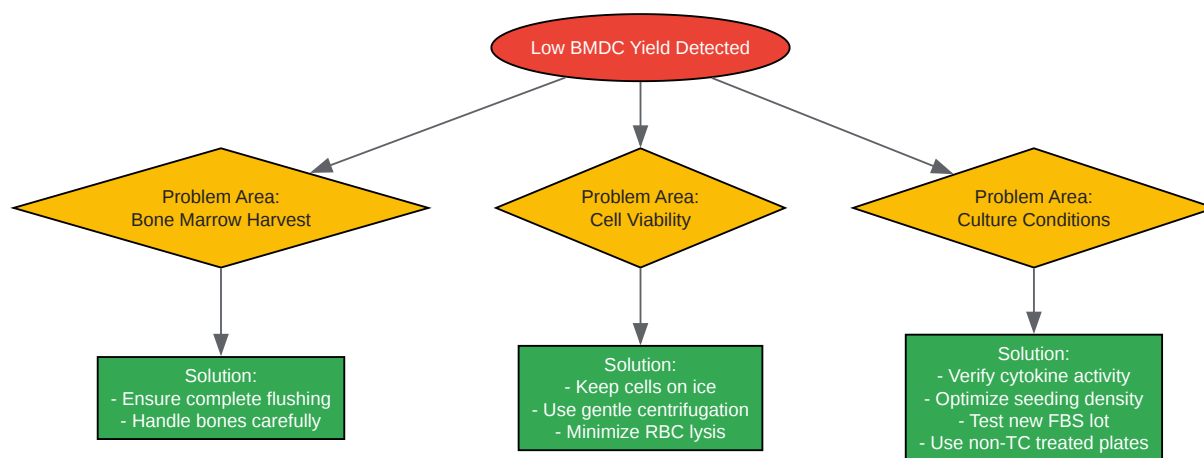 Low BMDC Yield Detected
Problem Area:
Bone Marrow Harvest
Problem Area:
Cell Viability
Problem Area:
Culture Conditions
Solution:
- Ensure complete flushing
- Handle bones carefully
Solution:
- Keep cells on ice
- Use gentle centrifugation
- Minimize RBC lysis
Solution:
- Verify cytokine activity
- Optimize seeding density
- Test new FBS lot
- Use non-TC treated plates